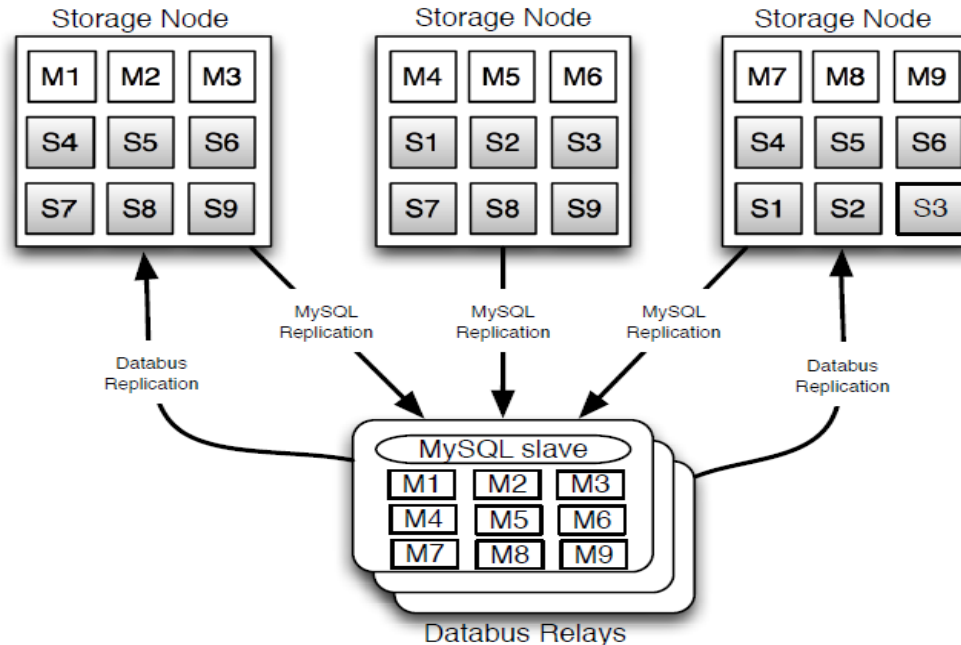 Storage Node
Storage Node
Storage Node
M1 M2 M3
M4 M5 M6
M7 M8 M9
S4 S5 S6
S1 S2 S3
S4 S5 S6
S7 S8 S9
S7 S8 S9
S1 S2 S3
MySQL
Replication
MySQL
Replication
MySQL
Replication
Databus
Replication
Databus
Replication
MySQL slave
M1 M2 M3
M4 M5 M6
M7 M8 M9
Databus Relays